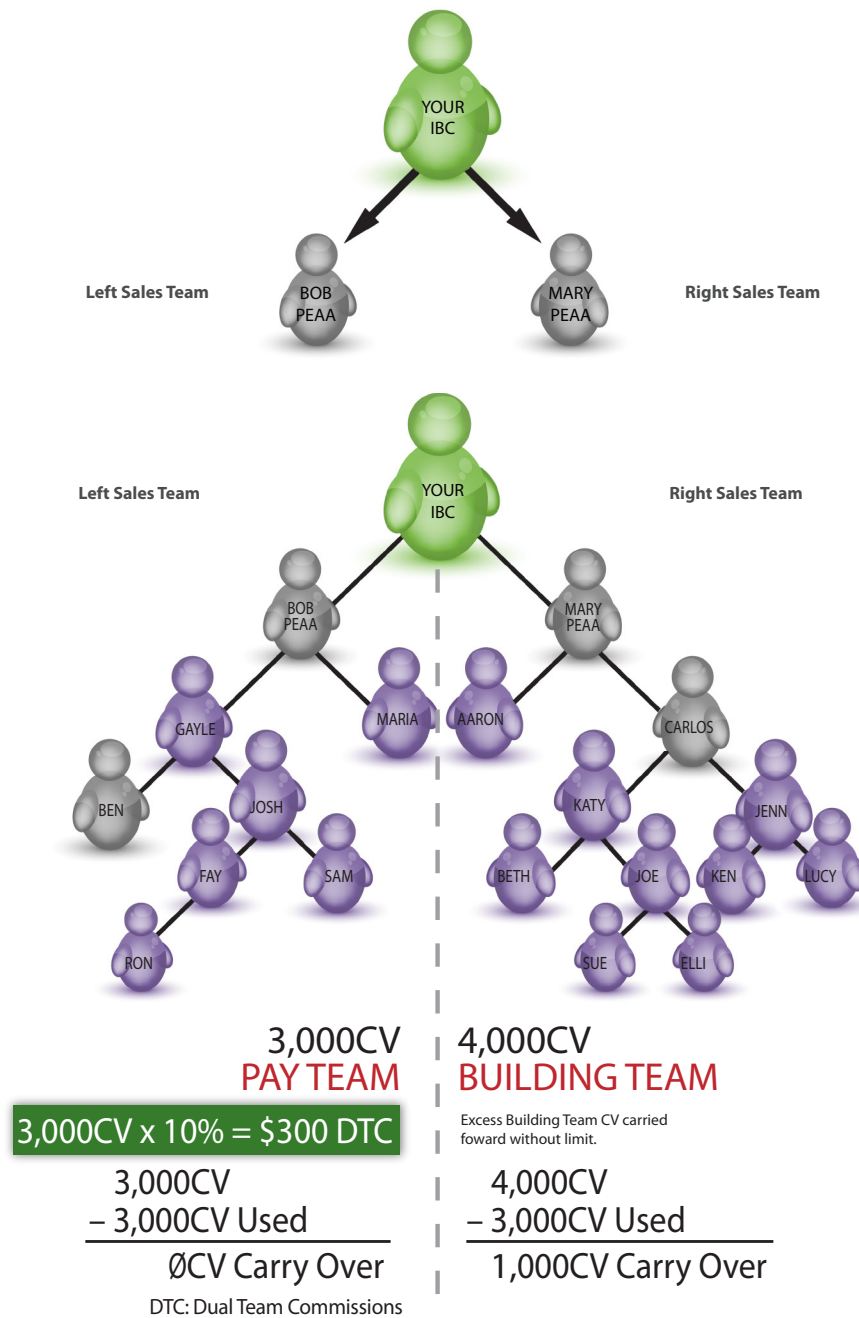 YOUR
IBC
Left Sales Team
BOB
PEAA
MARY
PEAA
Right Sales Team
Left Sales Team
YOUR
IBC
Right Sales Team
BOB
PEAA
MARY
PEAA
GAYLE
MARIA
AARON
CARLOS
BEN
JOSH
KATY
JENN
FAY
SAM
BETH
JOE
KEN
LUCY
RON
SUE
ELLI
3,000CV
PAY TEAM
3,000CV x 10% = $300 DTC
3,000CV
– 3,000CV Used
ØCV Carry Over
DTC: Dual Team Commissions
4,000CV
BUILDING TEAM
Excess Building Team CV carried
foward without limit.
4,000CV
– 3,000CV Used
1,000CV Carry Over